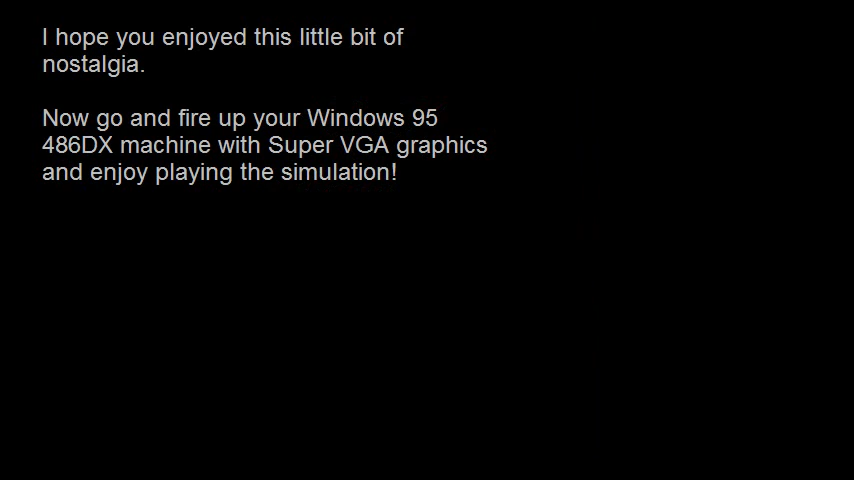 I hope you enjoyed this little bit of
nostalgia.
Now go and fire up your Windows 95
486DX machine with Super VGA graphics
and enjoy playing the simulation!